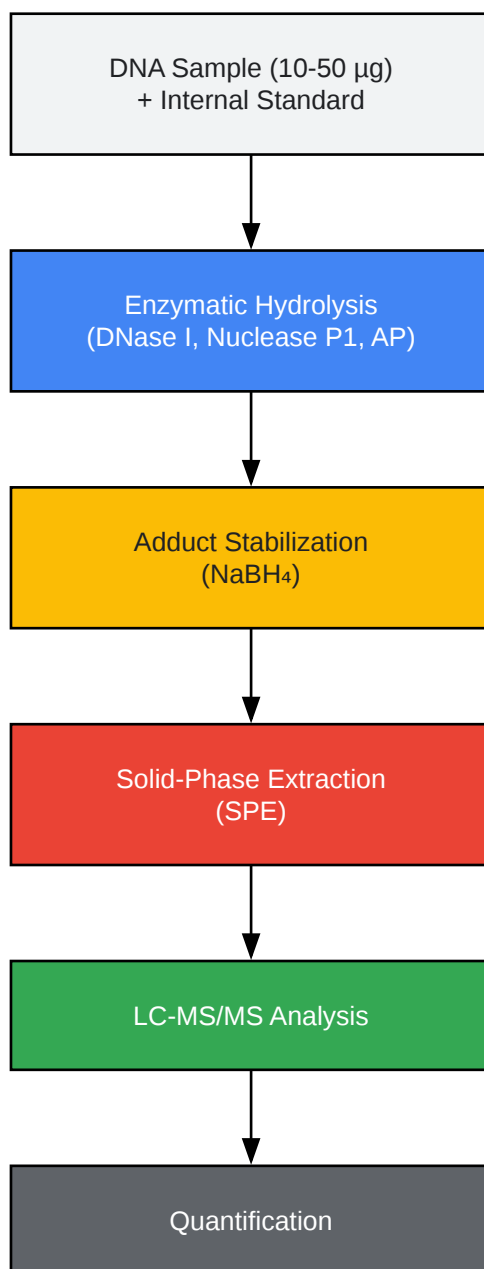 DNA Sample (10-50 µg)
+ Internal Standard
Enzymatic Hydrolysis
(DNase I, Nuclease P1, AP)
Adduct Stabilization
(NaBH₄)
Solid-Phase Extraction
(SPE)
LC-MS/MS Analysis
Quantification